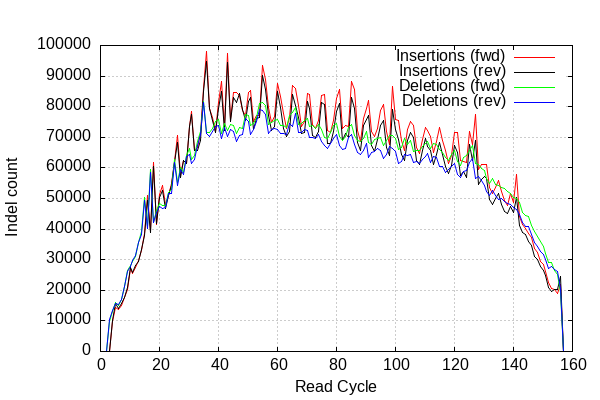 100000
90000
80000
70000
60000
50000
40000
30000
20000
10000
0
Indel count
Insertions (fwd)
Insertions (rev)
Deletions (fwd)
Deletions (rev)
0 20 40 60 80 100 120 140 160
Read Cycle